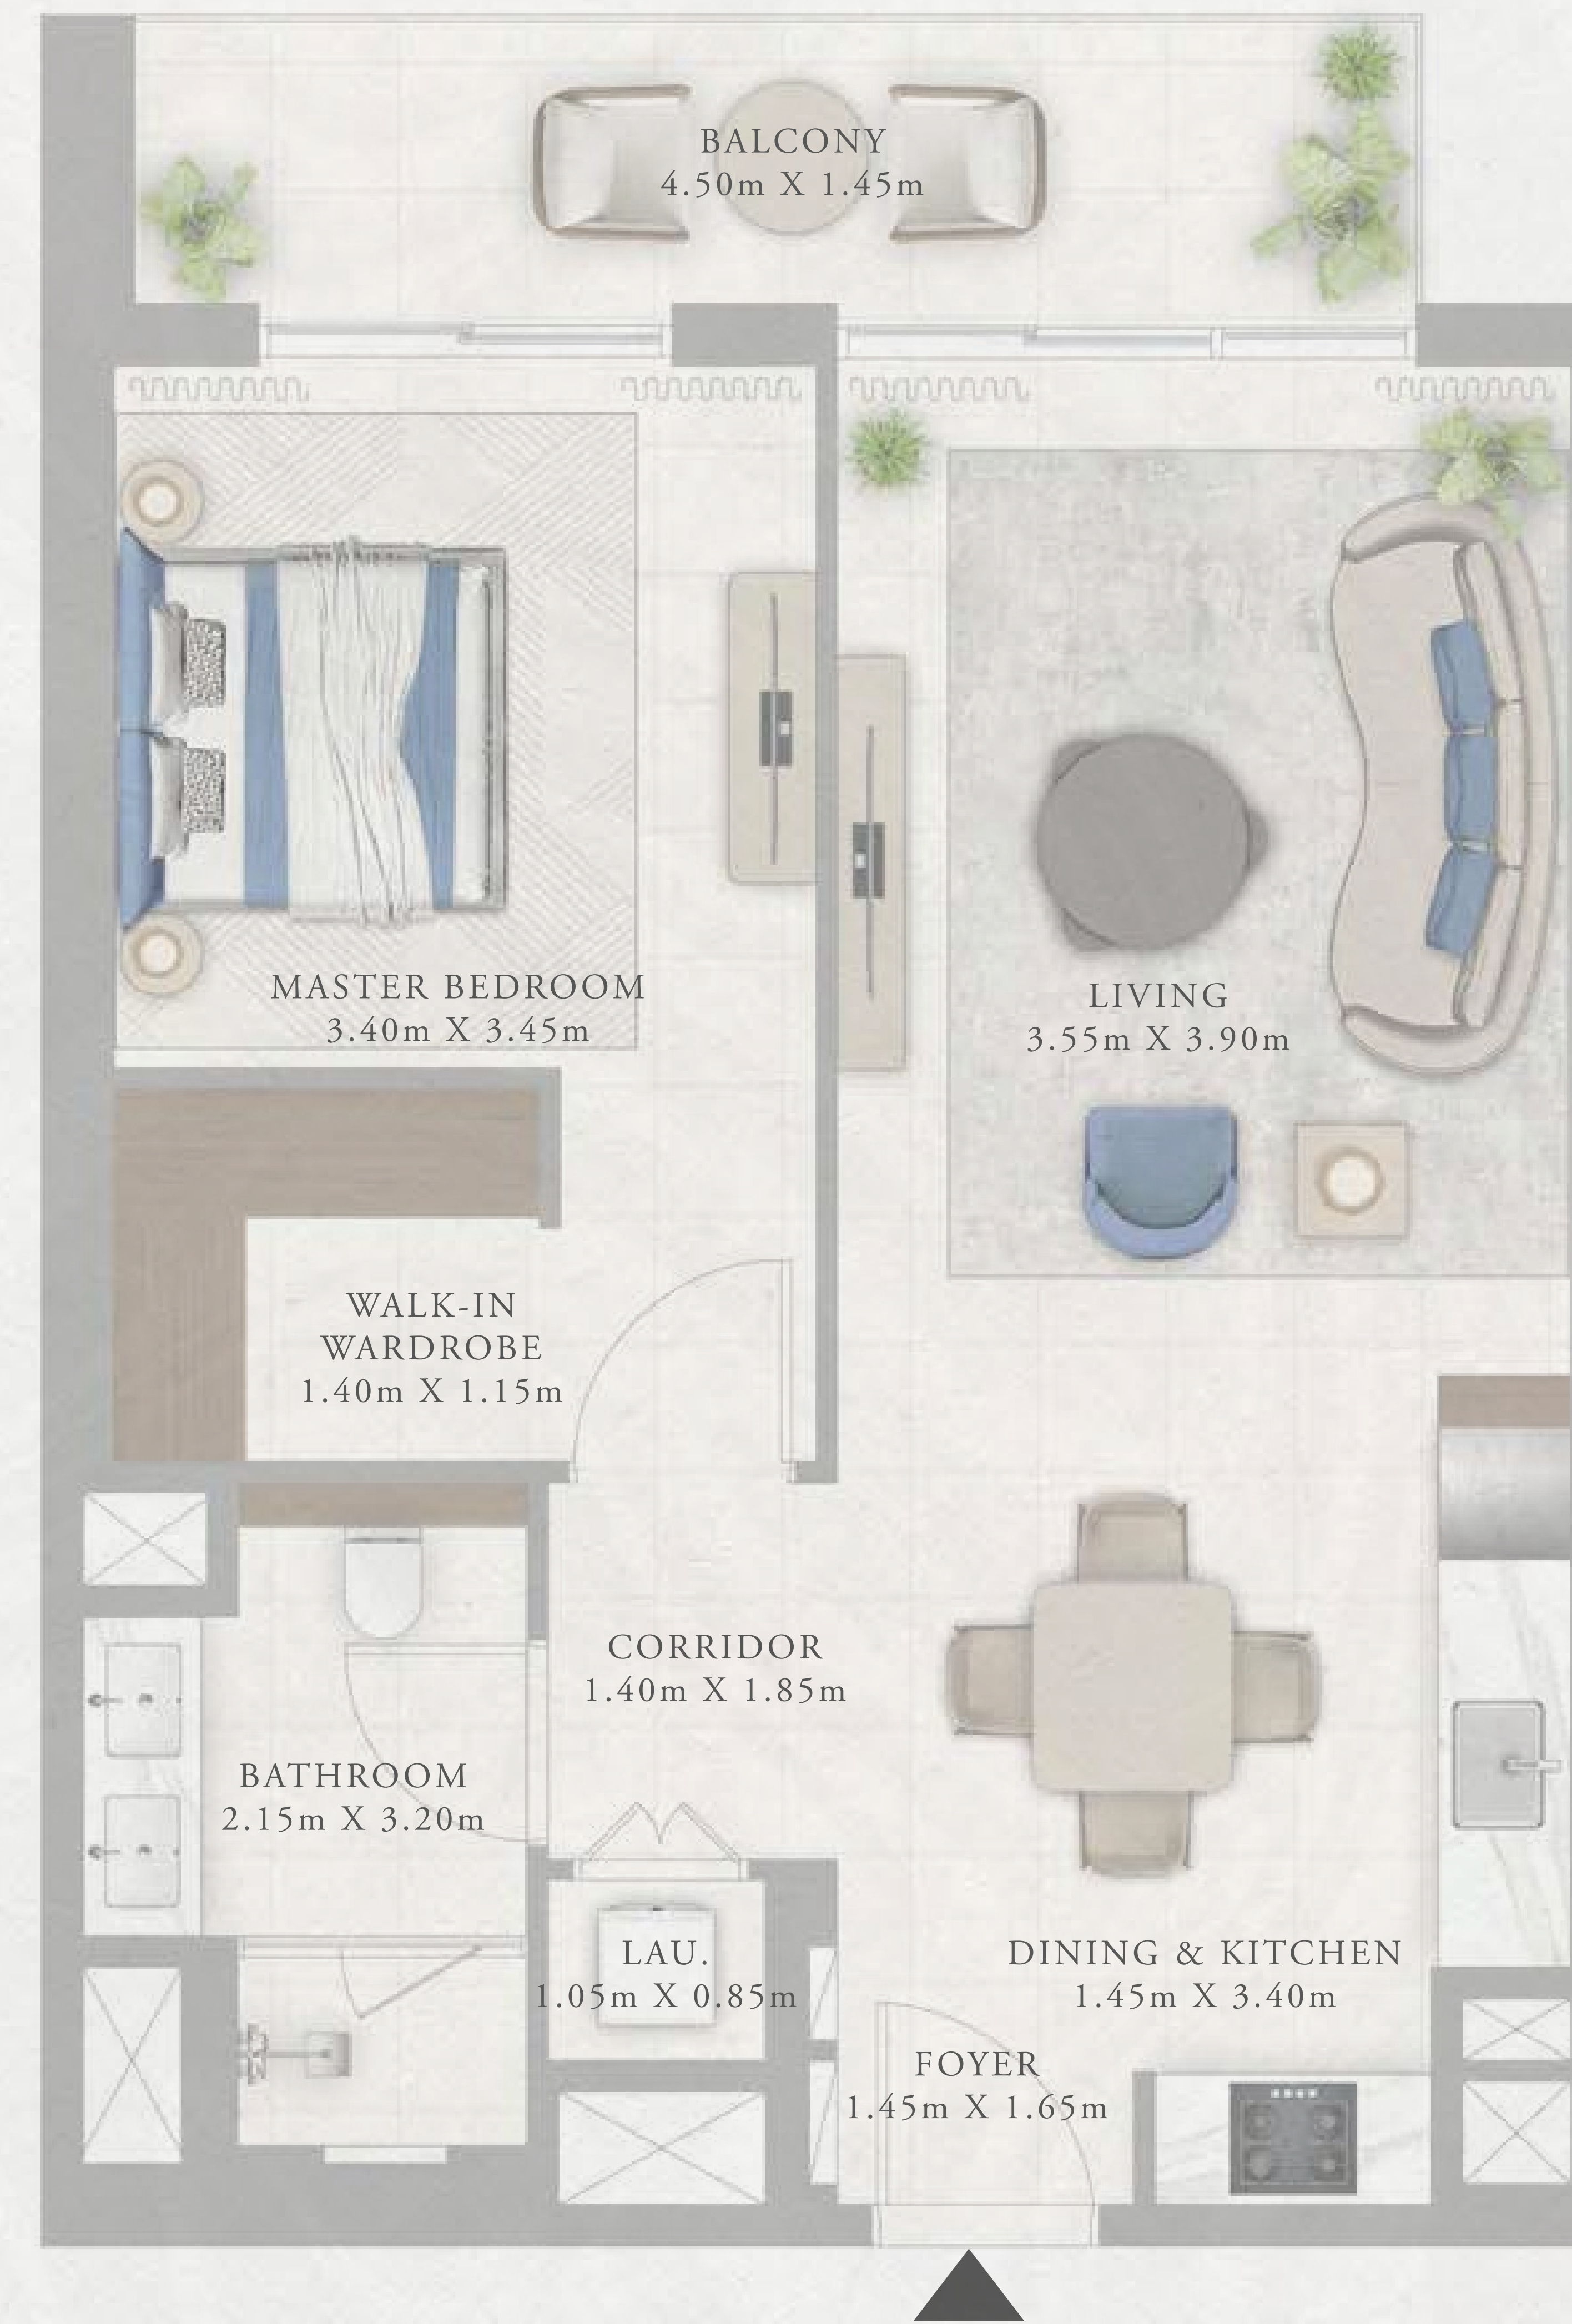 BALCONY
4.50m X 1.45m
MASTER BEDROOM
3.40m X 3.45m
LIVING
3.55m X 3.90m
WALK-IN
WARDROBE
1.40m X 1.15m
CORRIDOR
1.40m X 1.85m
BATHROOM
2.15m X 3.20m
LAU.
1.05m X 0.85m
DINING & KITCHEN
1.45m X 3.40m
FOYER
1.45m X 1.65m